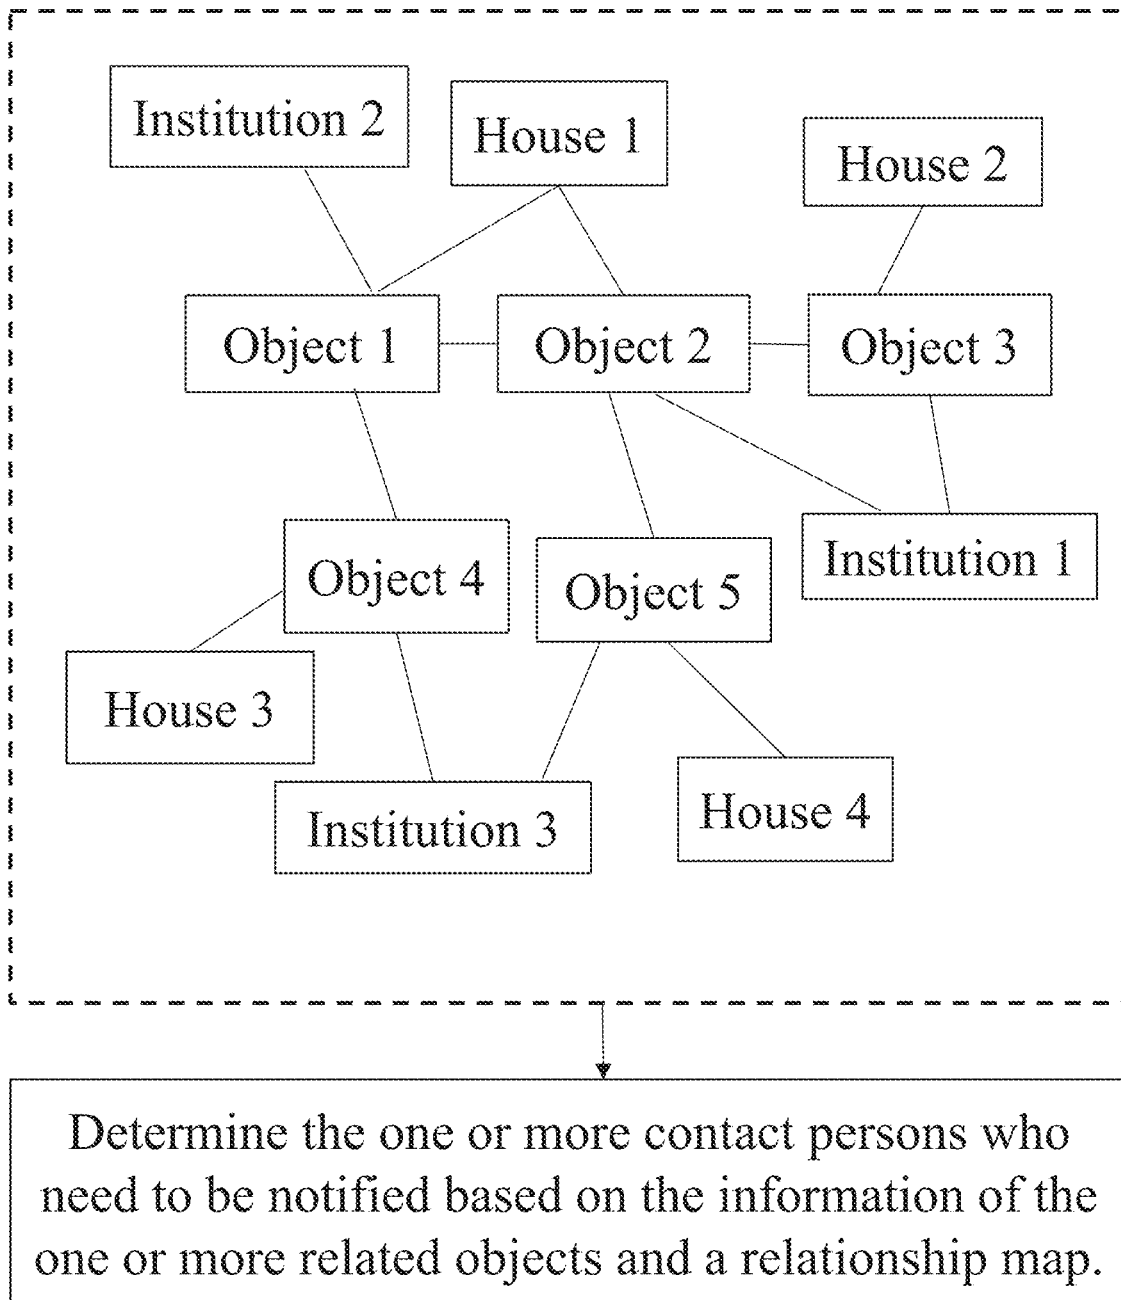 Institution 2
House 1
House 2
Object 1
Object 2
Object 3
Object 4
Object 5
Institution 1
House 3
Institution 3
House 4
Determine the one or more contact persons who
need to be notified based on the information of the
one or more related objects and a relationship map.